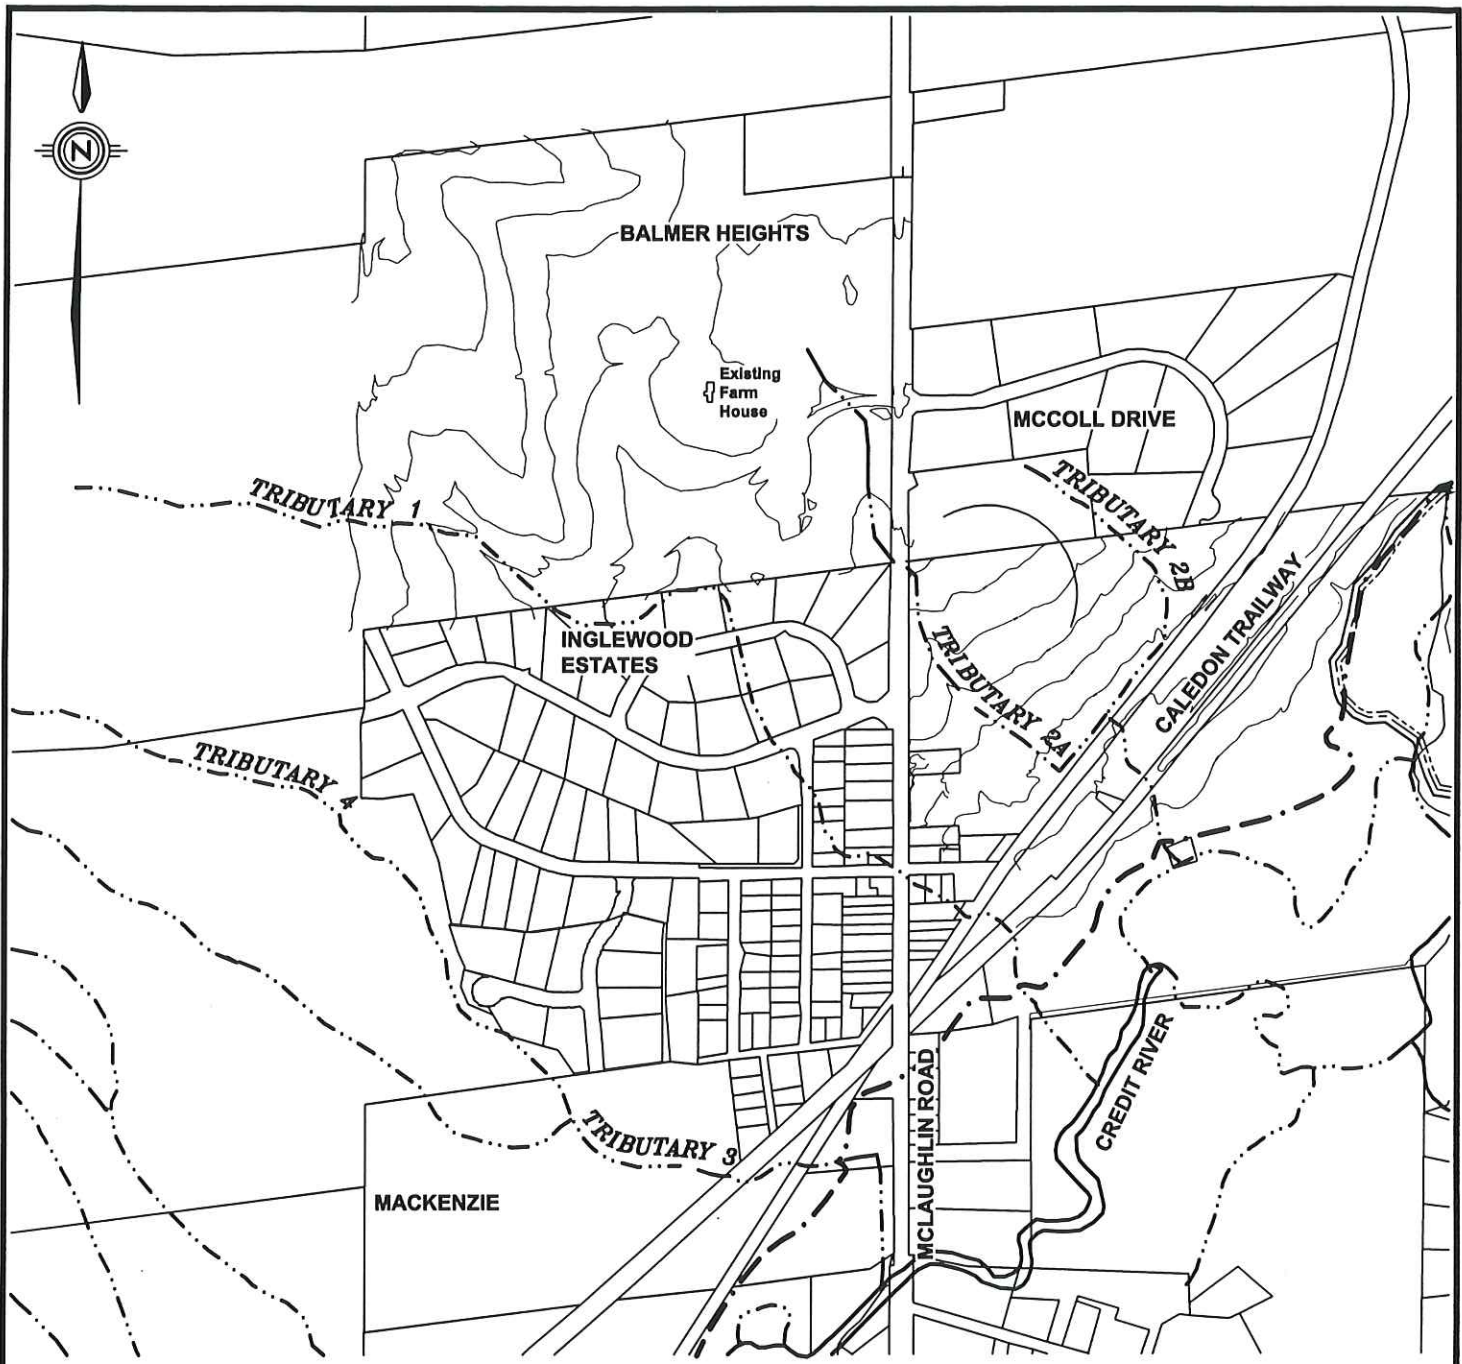 N
BALMER HEIGHTS
Existing
Farm
House
MCCOLL DRIVE
TRIBUTARY 1
TRIBUTARY 2B
CALEDON TRAILWAY
INGLEWOOD
ESTATES
TRIBUTARY 2A
TRIBUTARY 4
CREDIT RIVER
MCLAUGHLIN ROAD
TRIBUTARY 3
MACKENZIE